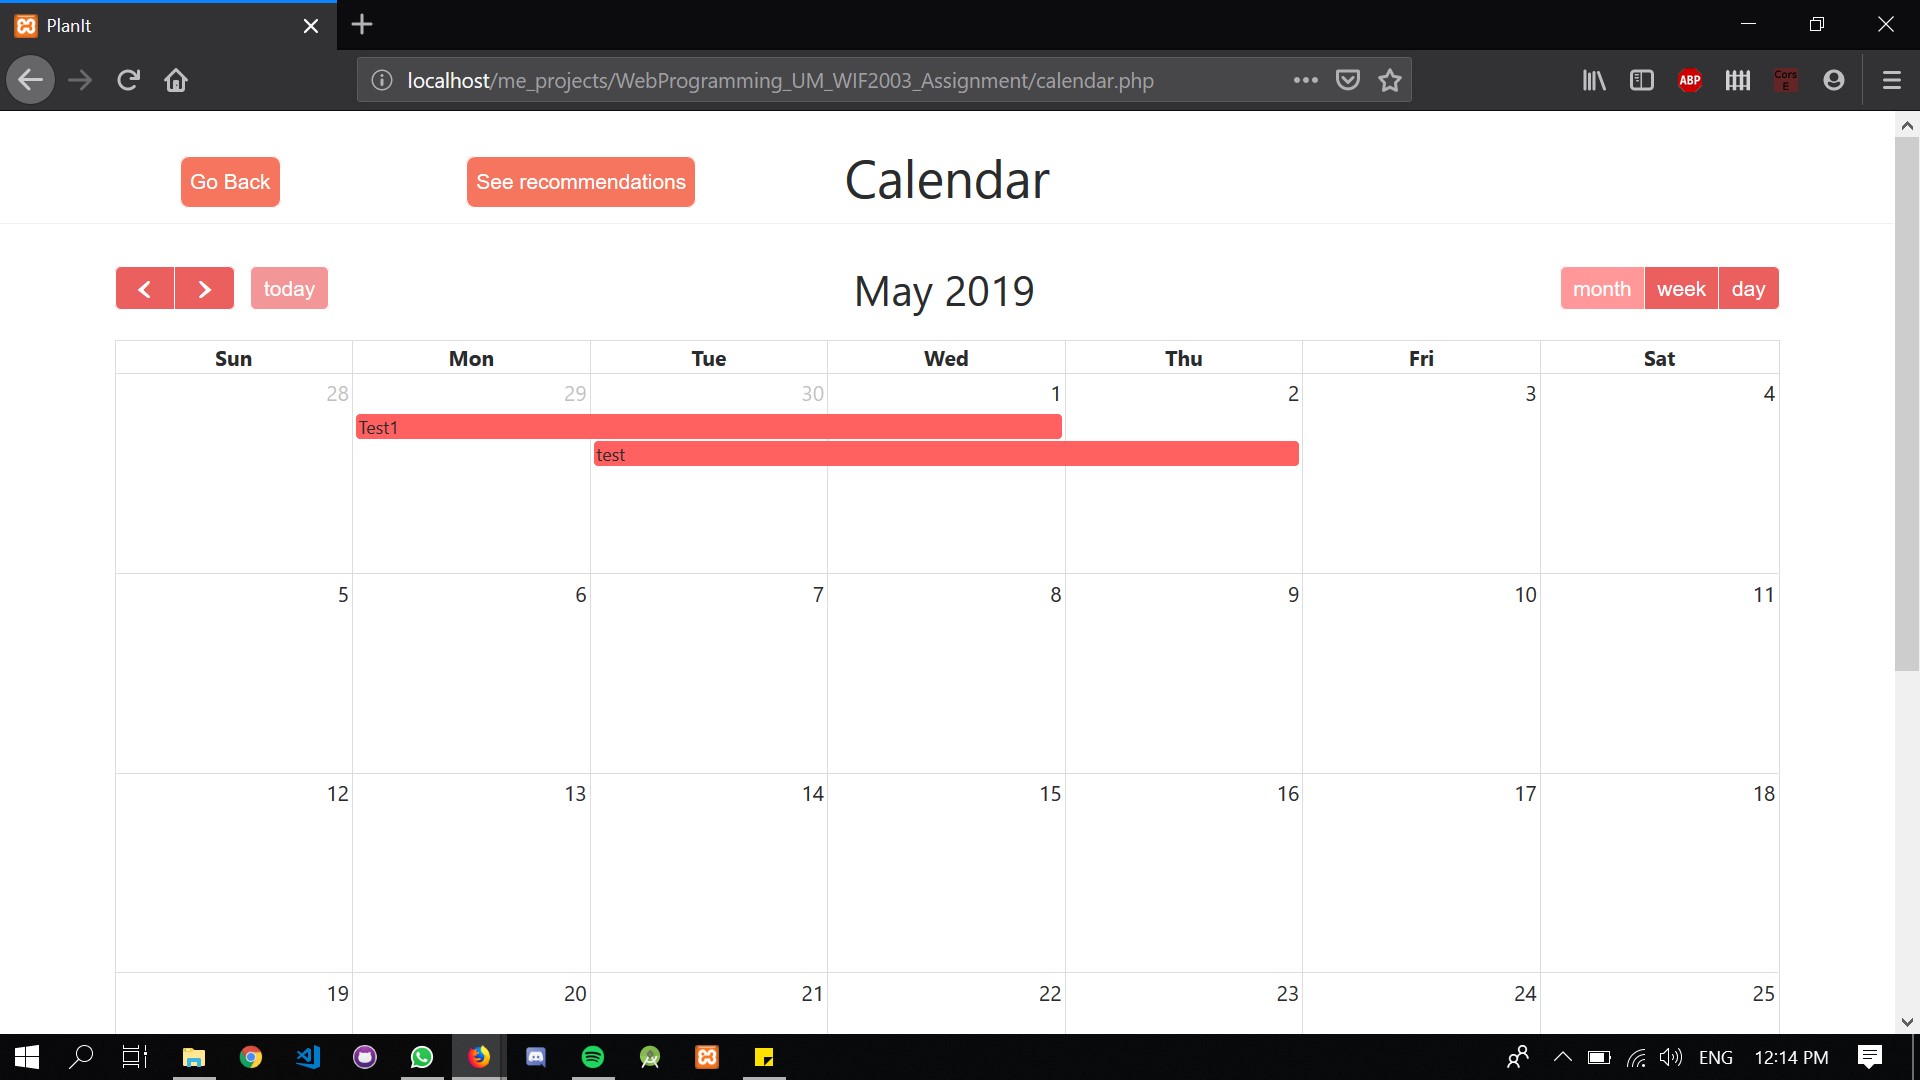 PlanIt
localhost/me_projects/WebProgramming_UM_WIF2003_Assignment/calendar.php
ABP
Cors
E
Go Back
See recommendations
Calendar
today
May 2019
month week day
Sun Mon Tue Wed Thu Fri Sat
28 29 30 1 2 3 4
Test1
test
5 6 7 8 9 10 11
12 13 14 15 16 17 18
19 20 21 22 23 24 25
ENG 12:14 PM